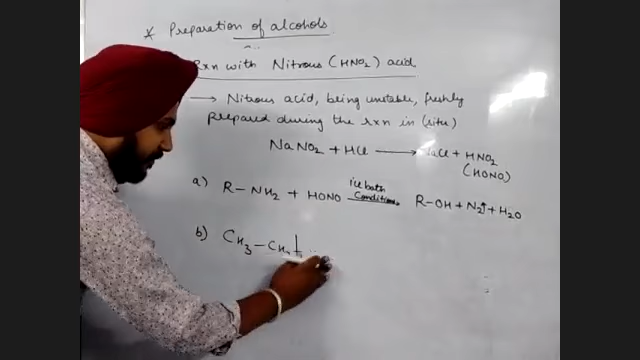 * Preparation of alcohols
Rxn with Nitrous (HNO2) acid
→ Nitrous acid, being unstable, freshly
prepared during the rxn in (situ)
NaNO2 + HCl ⟶ NaCl + HNO2
(HONO)
a) R-NH2 + HONO ice bath Conditions R-OH + N2↑ + H2O
b) CH3-CH2